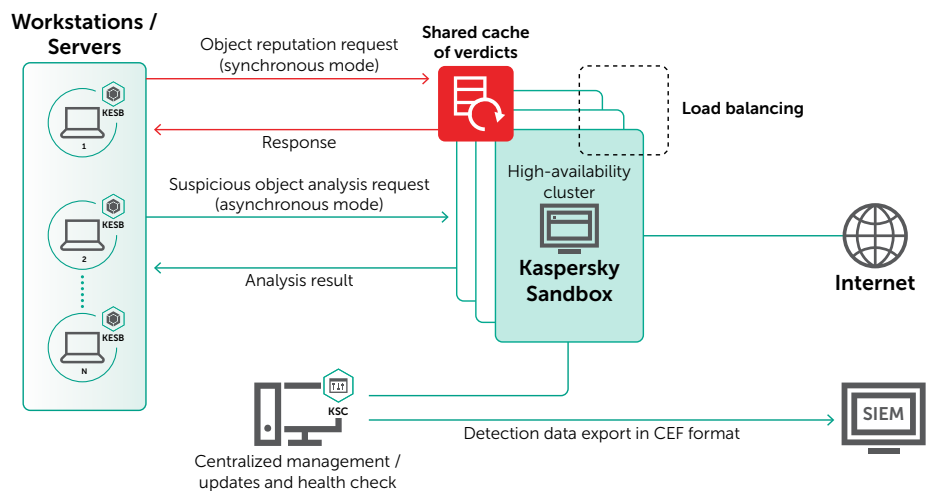 Workstations /
Servers
KESB
1
KESB
2
KESB
N
Object reputation request
(synchronous mode)
Response
Suspicious object analysis request
(asynchronous mode)
Analysis result
Shared cache
of verdicts
Load balancing
High-availability
cluster
Kaspersky
Sandbox
Internet
KSC
Centralized management /
updates and health check
Detection data export in CEF format
SIEM